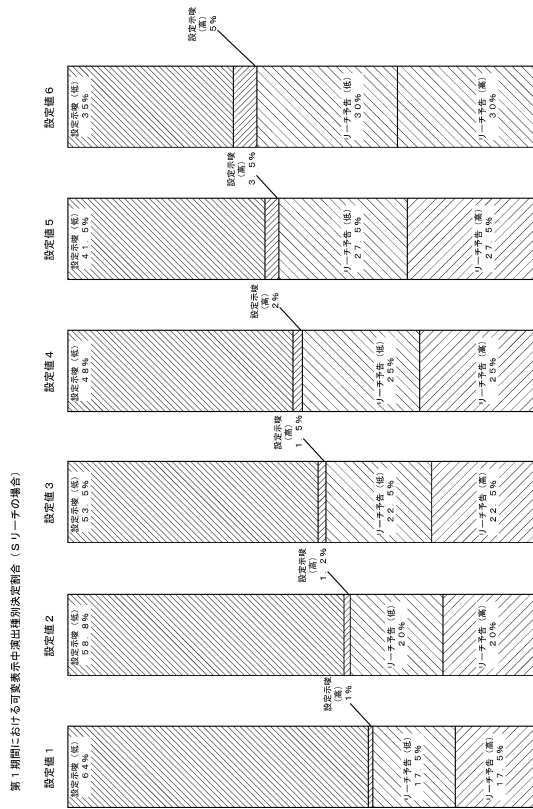 第１期間における可変表示中演出種別決定割合（Ｓリーチの場合）
設定値１
設定示唆（低）
６４％
設定示唆
（高）
１％
リーチ予告（低）
１７．５％
リーチ予告（高）
１７．５％
設定値２
設定示唆（低）
５８．８％
設定示唆
（高）
１．２％
リーチ予告（低）
２０％
リーチ予告（高）
２０％
設定値３
設定示唆（低）
５３．５％
設定示唆
（高）
１．５％
リーチ予告（低）
２２．５％
リーチ予告（高）
２２．５％
設定値４
設定示唆（低）
４８％
設定示唆
（高）
２％
リーチ予告（低）
２５％
リーチ予告（高）
２５％
設定値５
設定示唆（低）
４１．５％
設定示唆
（高）
３．５％
リーチ予告（低）
２７．５％
リーチ予告（高）
２７．５％
設定値６
設定示唆（低）
３５％
設定示唆
（高）
５％
リーチ予告（低）
３０％
リーチ予告（高）
３０％